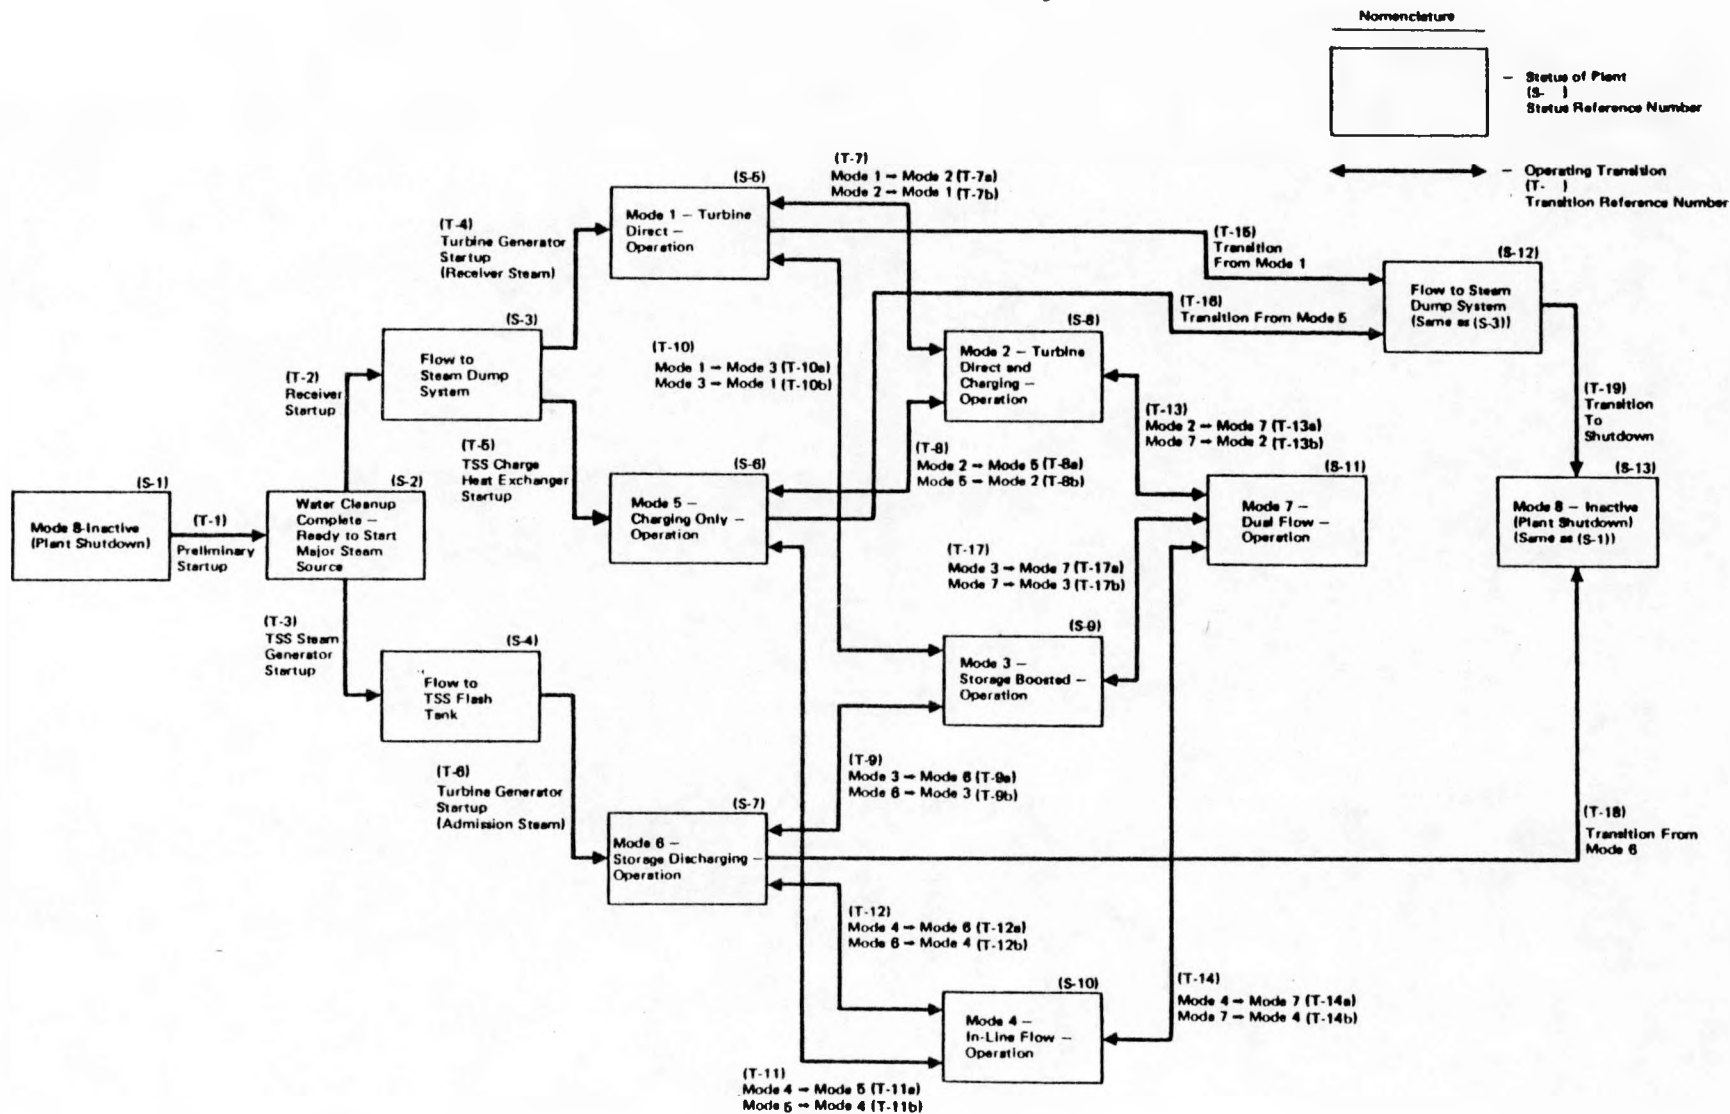 Nomenclature
— Status of Plant
(S- )
Status Reference Number
— Operating Transition
(T- )
Transition Reference Number
(S-1)
Mode 8-Inactive
(Plant Shutdown)
(T-1)
Preliminary
Startup
(S-2)
Water Cleanup
Complete —
Ready to Start
Major Steam
Source
(T-2)
Receiver
Startup
(T-3)
TSS Steam
Generator
Startup
(S-3)
Flow to
Steam Dump
System
(S-4)
Flow to
TSS Flash
Tank
(T-4)
Turbine Generator
Startup
(Receiver Steam)
(T-5)
TSS Charge
Heat Exchanger
Startup
(T-6)
Turbine Generator
Startup
(Admission Steam)
(S-5)
Mode 1 — Turbine
Direct —
Operation
(S-6)
Mode 5 —
Charging Only —
Operation
(S-7)
Mode 6 —
Storage Discharging —
Operation
(T-7)
Mode 1 → Mode 2 (T-7a)
Mode 2 → Mode 1 (T-7b)
(T-10)
Mode 1 → Mode 3 (T-10a)
Mode 3 → Mode 1 (T-10b)
(T-8)
Mode 2 → Mode 5 (T-8a)
Mode 5 → Mode 2 (T-8b)
(T-9)
Mode 3 → Mode 6 (T-9a)
Mode 6 → Mode 3 (T-9b)
(T-12)
Mode 4 → Mode 6 (T-12a)
Mode 6 → Mode 4 (T-12b)
(T-11)
Mode 4 → Mode 5 (T-11a)
Mode 5 → Mode 4 (T-11b)
(S-8)
Mode 2 — Turbine
Direct and
Charging —
Operation
(S-9)
Mode 3 —
Storage Boosted —
Operation
(S-10)
Mode 4 —
In-Line Flow —
Operation
(T-15)
Transition
From Mode 1
(T-16)
Transition From Mode 5
(T-13)
Mode 2 → Mode 7 (T-13a)
Mode 7 → Mode 2 (T-13b)
(T-17)
Mode 3 → Mode 7 (T-17a)
Mode 7 → Mode 3 (T-17b)
(T-14)
Mode 4 → Mode 7 (T-14a)
Mode 7 → Mode 4 (T-14b)
(S-11)
Mode 7 —
Dual Flow —
Operation
(S-12)
Flow to Steam
Dump System
(Same as (S-3))
(T-19)
Transition
To
Shutdown
(S-13)
Mode 8 — Inactive
(Plant Shutdown)
(Same as (S-1))
(T-18)
Transition From
Mode 6